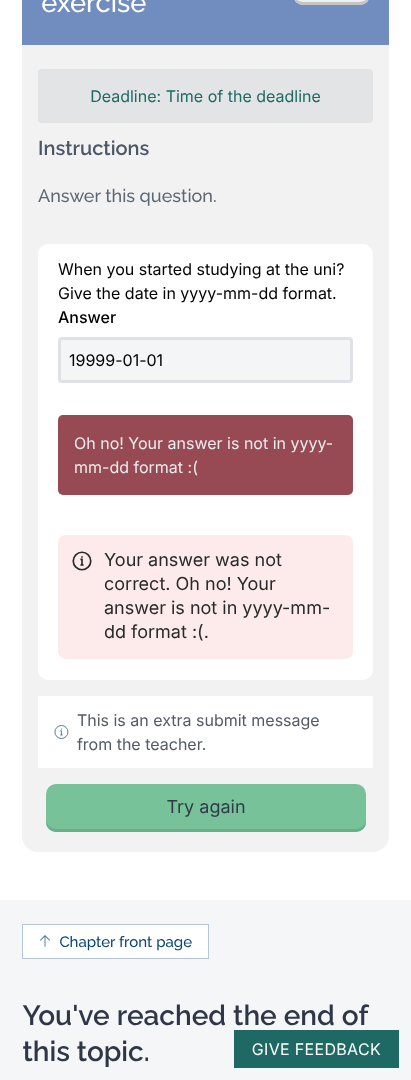 exercise
Deadline: Time of the deadline
Instructions
Answer this question.
When you started studying at the uni?
Give the date in yyyy-mm-dd format.
Answer
19999-01-01
Oh no! Your answer is not in yyyy-
mm-dd format :(
Your answer was not
correct. Oh no! Your
answer is not in yyyy-mm-
dd format :(.
This is an extra submit message
from the teacher.
Try again
Chapter front page
You've reached the end of
this topic.
GIVE FEEDBACK